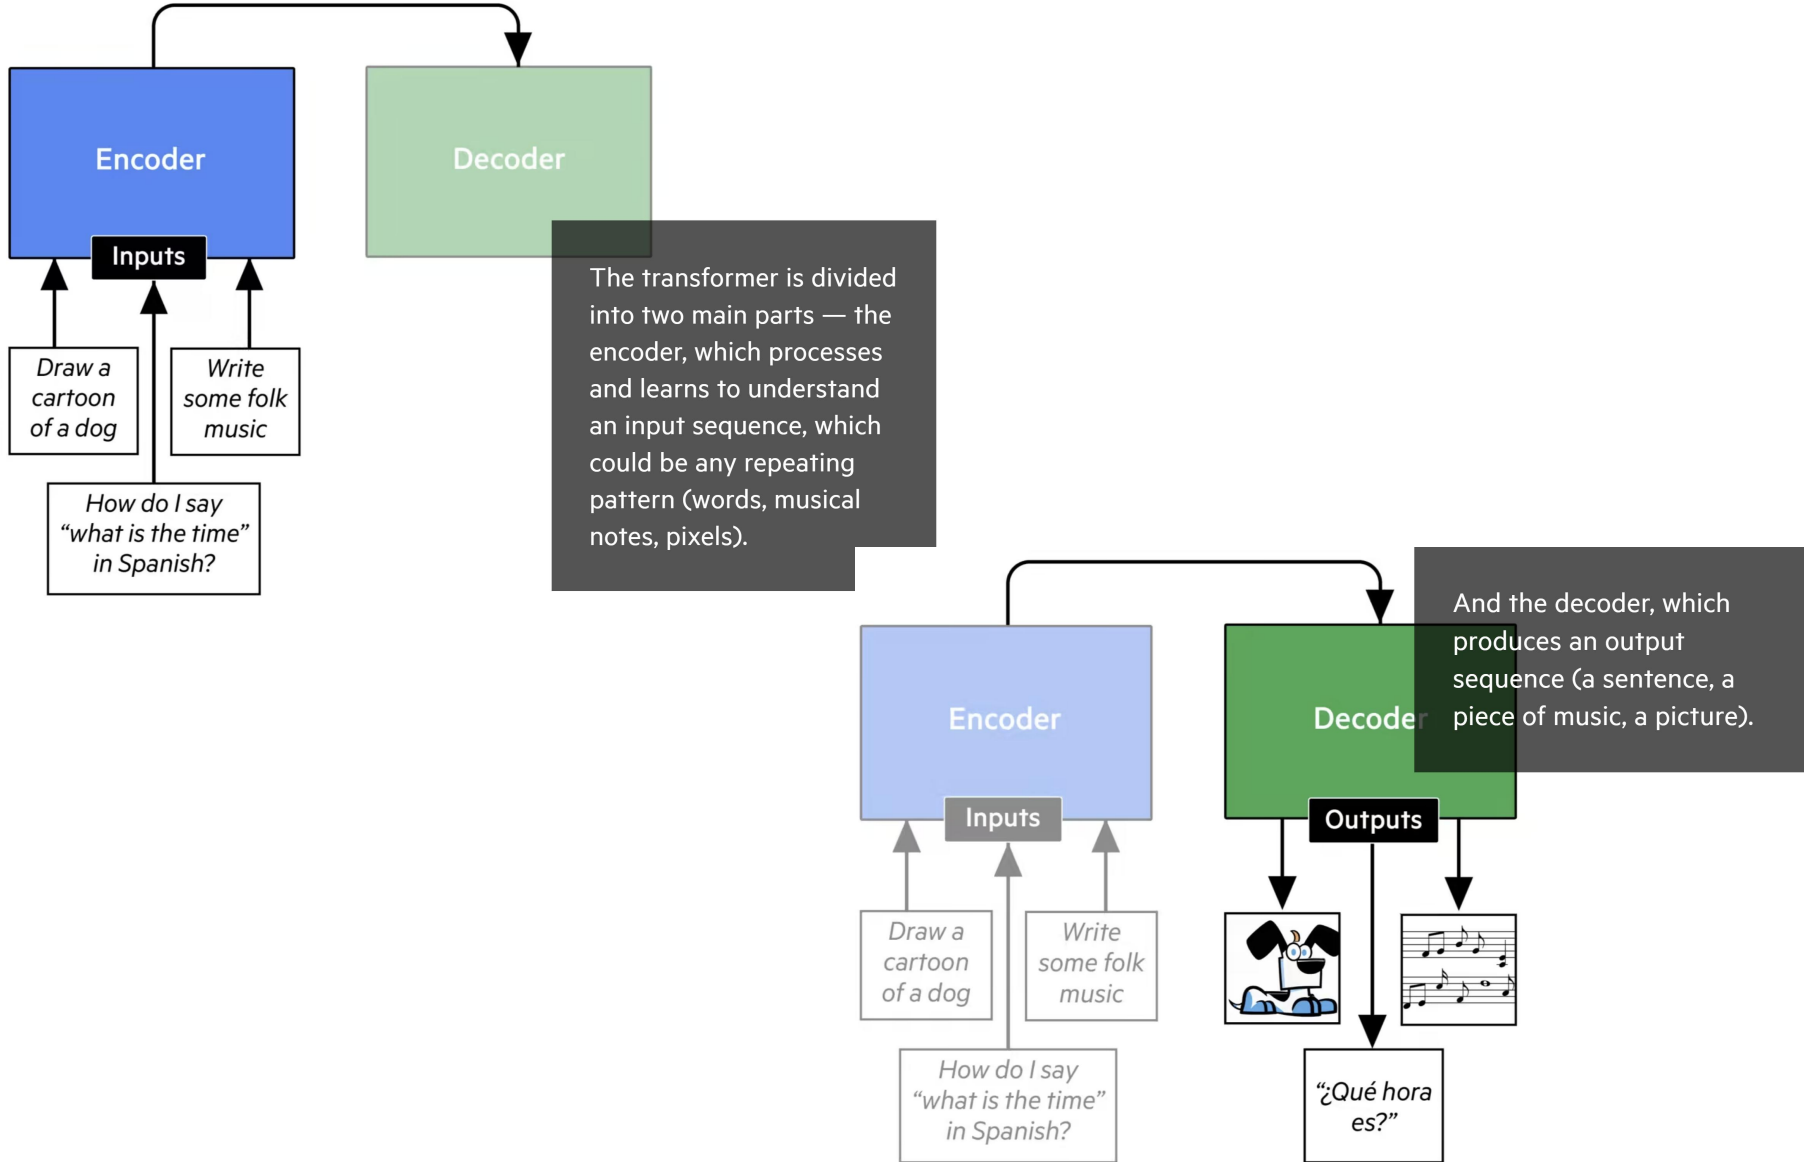 Encoder
Decoder
Inputs
Draw a
cartoon
of a dog
Write
some folk
music
How do I say
“what is the time”
in Spanish?
The transformer is divided
into two main parts — the
encoder, which processes
and learns to understand
an input sequence, which
could be any repeating
pattern (words, musical
notes, pixels).
Encoder
Decoder
And the decoder, which
produces an output
sequence (a sentence, a
piece of music, a picture).
Inputs
Outputs
Draw a
cartoon
of a dog
Write
some folk
music
How do I say
“what is the time”
in Spanish?
“¿Qué hora
es?”